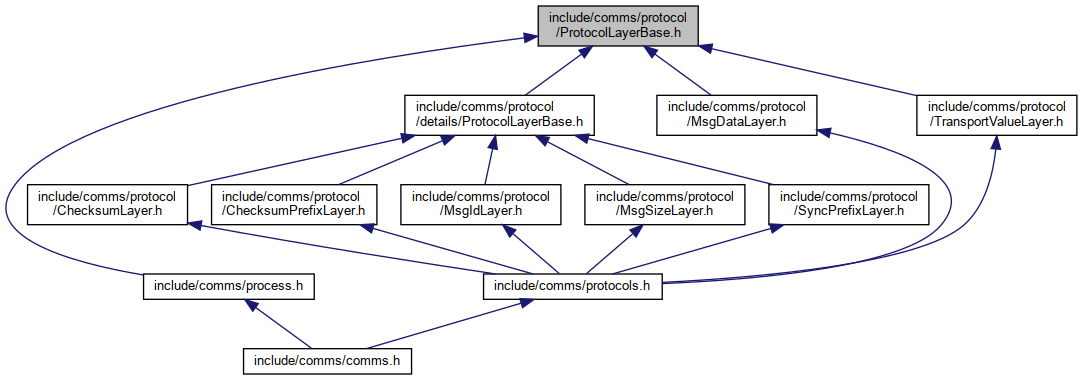 include/comms/protocol
/ProtocolLayerBase.h
include/comms/protocol
/details/ProtocolLayerBase.h
include/comms/protocol
/MsgDataLayer.h
include/comms/protocol
/TransportValueLayer.h
include/comms/protocol
/ChecksumLayer.h
include/comms/protocol
/ChecksumPrefixLayer.h
include/comms/protocol
/MsgIdLayer.h
include/comms/protocol
/MsgSizeLayer.h
include/comms/protocol
/SyncPrefixLayer.h
include/comms/process.h
include/comms/protocols.h
include/comms/comms.h